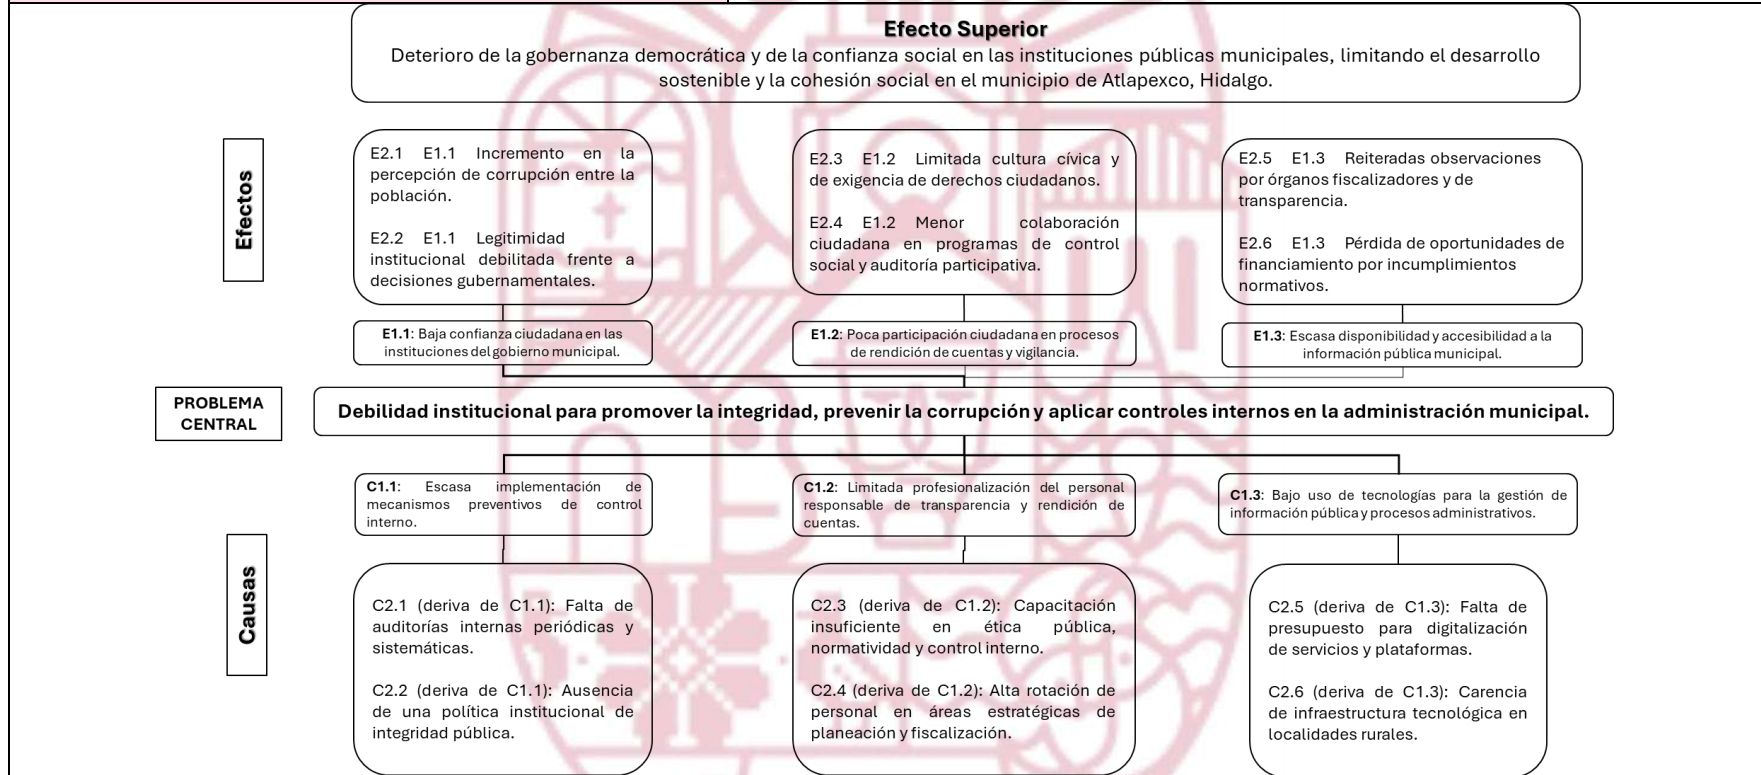 Efecto Superior
Deterioro de la gobernanza democrática y de la confianza social en las instituciones públicas municipales, limitando el desarrollo
sostenible y la cohesión social en el municipio de Atlapexco, Hidalgo.
Efectos
E2.1 E1.1 Incremento en la
percepción de corrupción entre la
población.
E2.2 E1.1 Legitimidad
institucional debilitada frente a
decisiones gubernamentales.
E2.3 E1.2 Limitada cultura cívica y
de exigencia de derechos ciudadanos.
E2.4 E1.2 Menor colaboración
ciudadana en programas de control
social y auditoría participativa.
E2.5 E1.3 Reiteradas observaciones
por órganos fiscalizadores y de
transparencia.
E2.6 E1.3 Pérdida de oportunidades de
financiamiento por incumplimientos
normativos.
E1.1: Baja confianza ciudadana en las
instituciones del gobierno municipal.
E1.2: Poca participación ciudadana en procesos
de rendición de cuentas y vigilancia.
E1.3: Escasa disponibilidad y accesibilidad a la
información pública municipal.
PROBLEMA
CENTRAL
Debilidad institucional para promover la integridad, prevenir la corrupción y aplicar controles internos en la administración municipal.
C1.1: Escasa implementación de
mecanismos preventivos de control
interno.
C1.2: Limitada profesionalización del personal
responsable de transparencia y rendición de
cuentas.
C1.3: Bajo uso de tecnologías para la gestión de
información pública y procesos administrativos.
Causas
C2.1 (deriva de C1.1): Falta de
auditorías internas periódicas y
sistemáticas.
C2.2 (deriva de C1.1): Ausencia
de una política institucional de
integridad pública.
C2.3 (deriva de C1.2): Capacitación
insuficiente en ética pública,
normatividad y control interno.
C2.4 (deriva de C1.2): Alta rotación de
personal en áreas estratégicas de
planeación y fiscalización.
C2.5 (deriva de C1.3): Falta de
presupuesto para digitalización
de servicios y plataformas.
C2.6 (deriva de C1.3): Carencia
de infraestructura tecnológica en
localidades rurales.